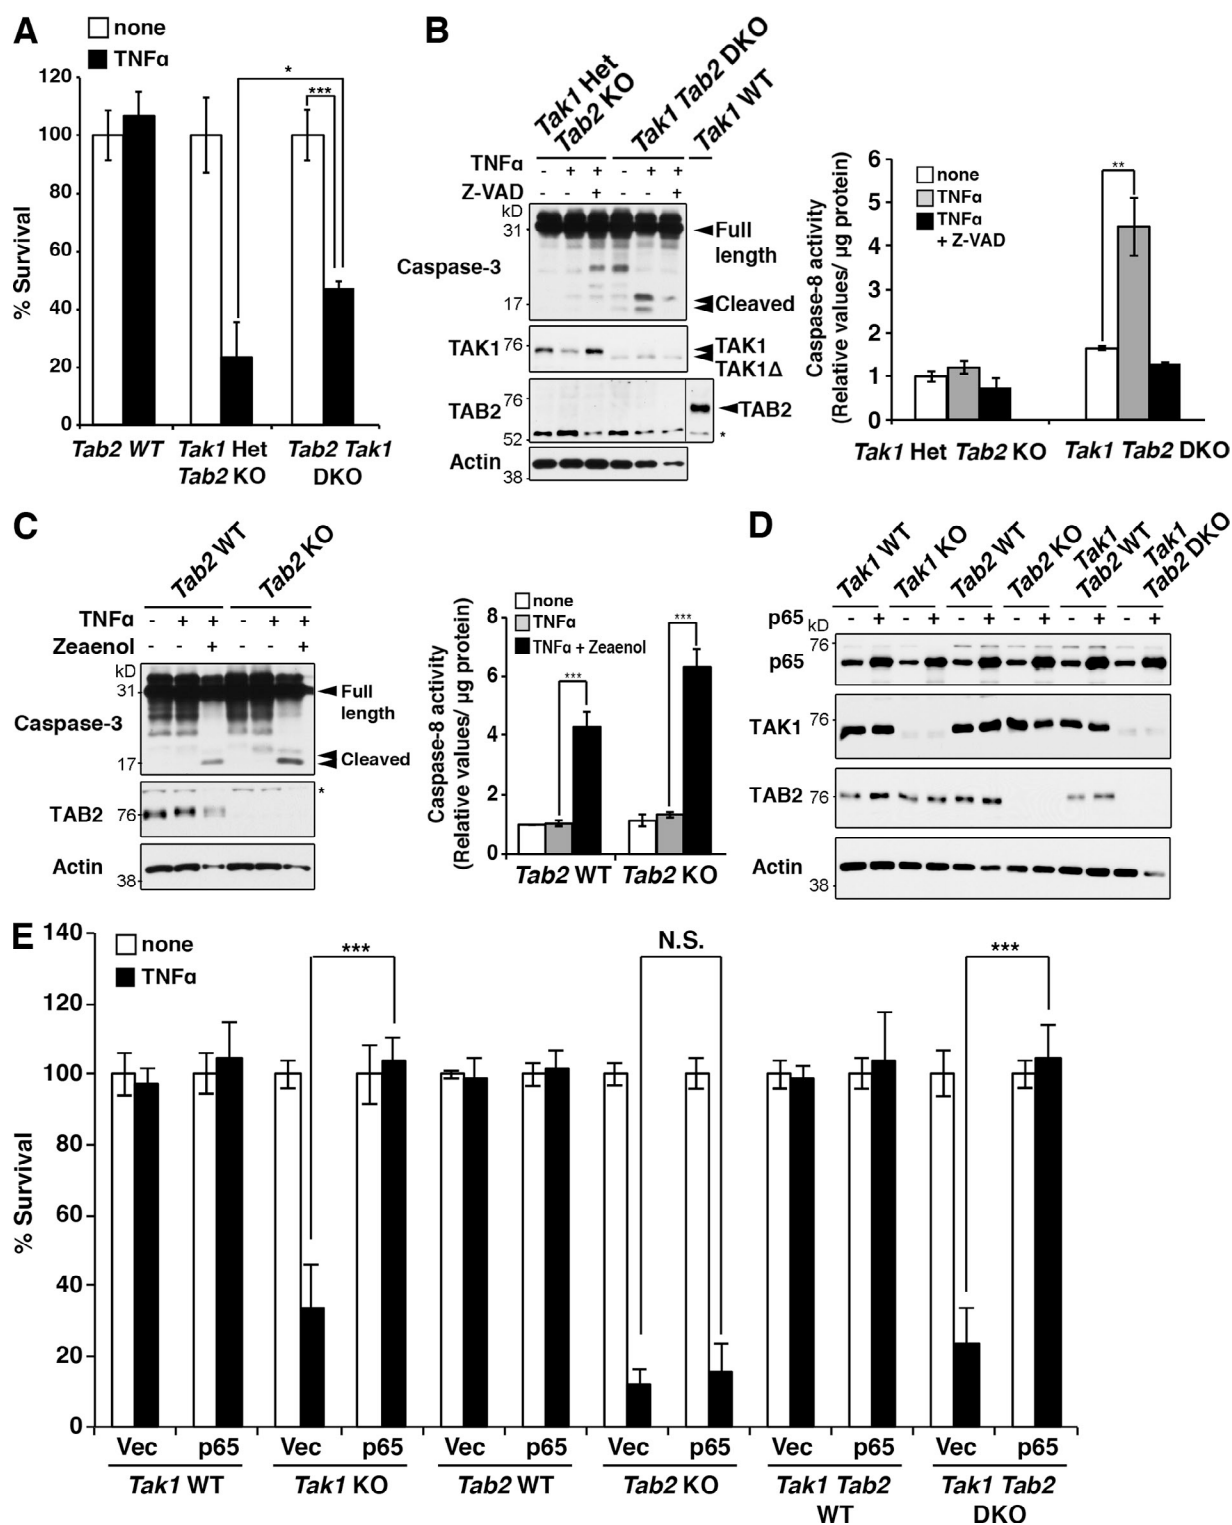 A
none
TNFα
% Survival
120
100
80
60
40
20
0
*
***
Tab2 WT
Tak1 Het
Tab2 KO
Tab2 Tak1
DKO
B
Tak1 Het
Tab2 KO
Tak1 Tab2 DKO
Tak1 WT
TNFα - + + - + +
Z-VAD - - + - - +
kD
31
Full
length
Caspase-3
17
Cleaved
TAK1 76
TAK1
TAK1Δ
76
TAB2
TAB2
52
*
Actin
38
Caspase-8 activity
(Relative values/ µg protein)
6
5
4
3
2
1
0
none
TNFα
TNFα
+ Z-VAD
**
Tak1 Het Tab2 KO
Tak1 Tab2 DKO
C
Tab2 WT
Tab2 KO
TNFα - + + - + +
Zeaenol - - + - - +
kD
31
Full
length
Caspase-3
17
Cleaved
*
TAB2 76
Actin
38
Caspase-8 activity
(Relative values/ µg protein)
8
6
4
2
0
none
TNFα
TNFα + Zeaenol
***
***
Tab2 WT
Tab2 KO
D
Tak1 WT
Tak1 KO
Tab2 WT
Tab2 KO
Tak1
Tab2 WT
Tak1
Tab2 DKO
p65 - + - + - + - + - + - +
kD
76
p65
TAK1 76
TAB2 76
Actin
38
E
none
TNFα
% Survival
140
120
100
80
60
40
20
0
***
N.S.
***
Vec p65 Vec p65 Vec p65 Vec p65 Vec p65 Vec p65
Tak1 WT
Tak1 KO
Tab2 WT
Tab2 KO
Tak1 Tab2
WT
Tak1 Tab2
DKO